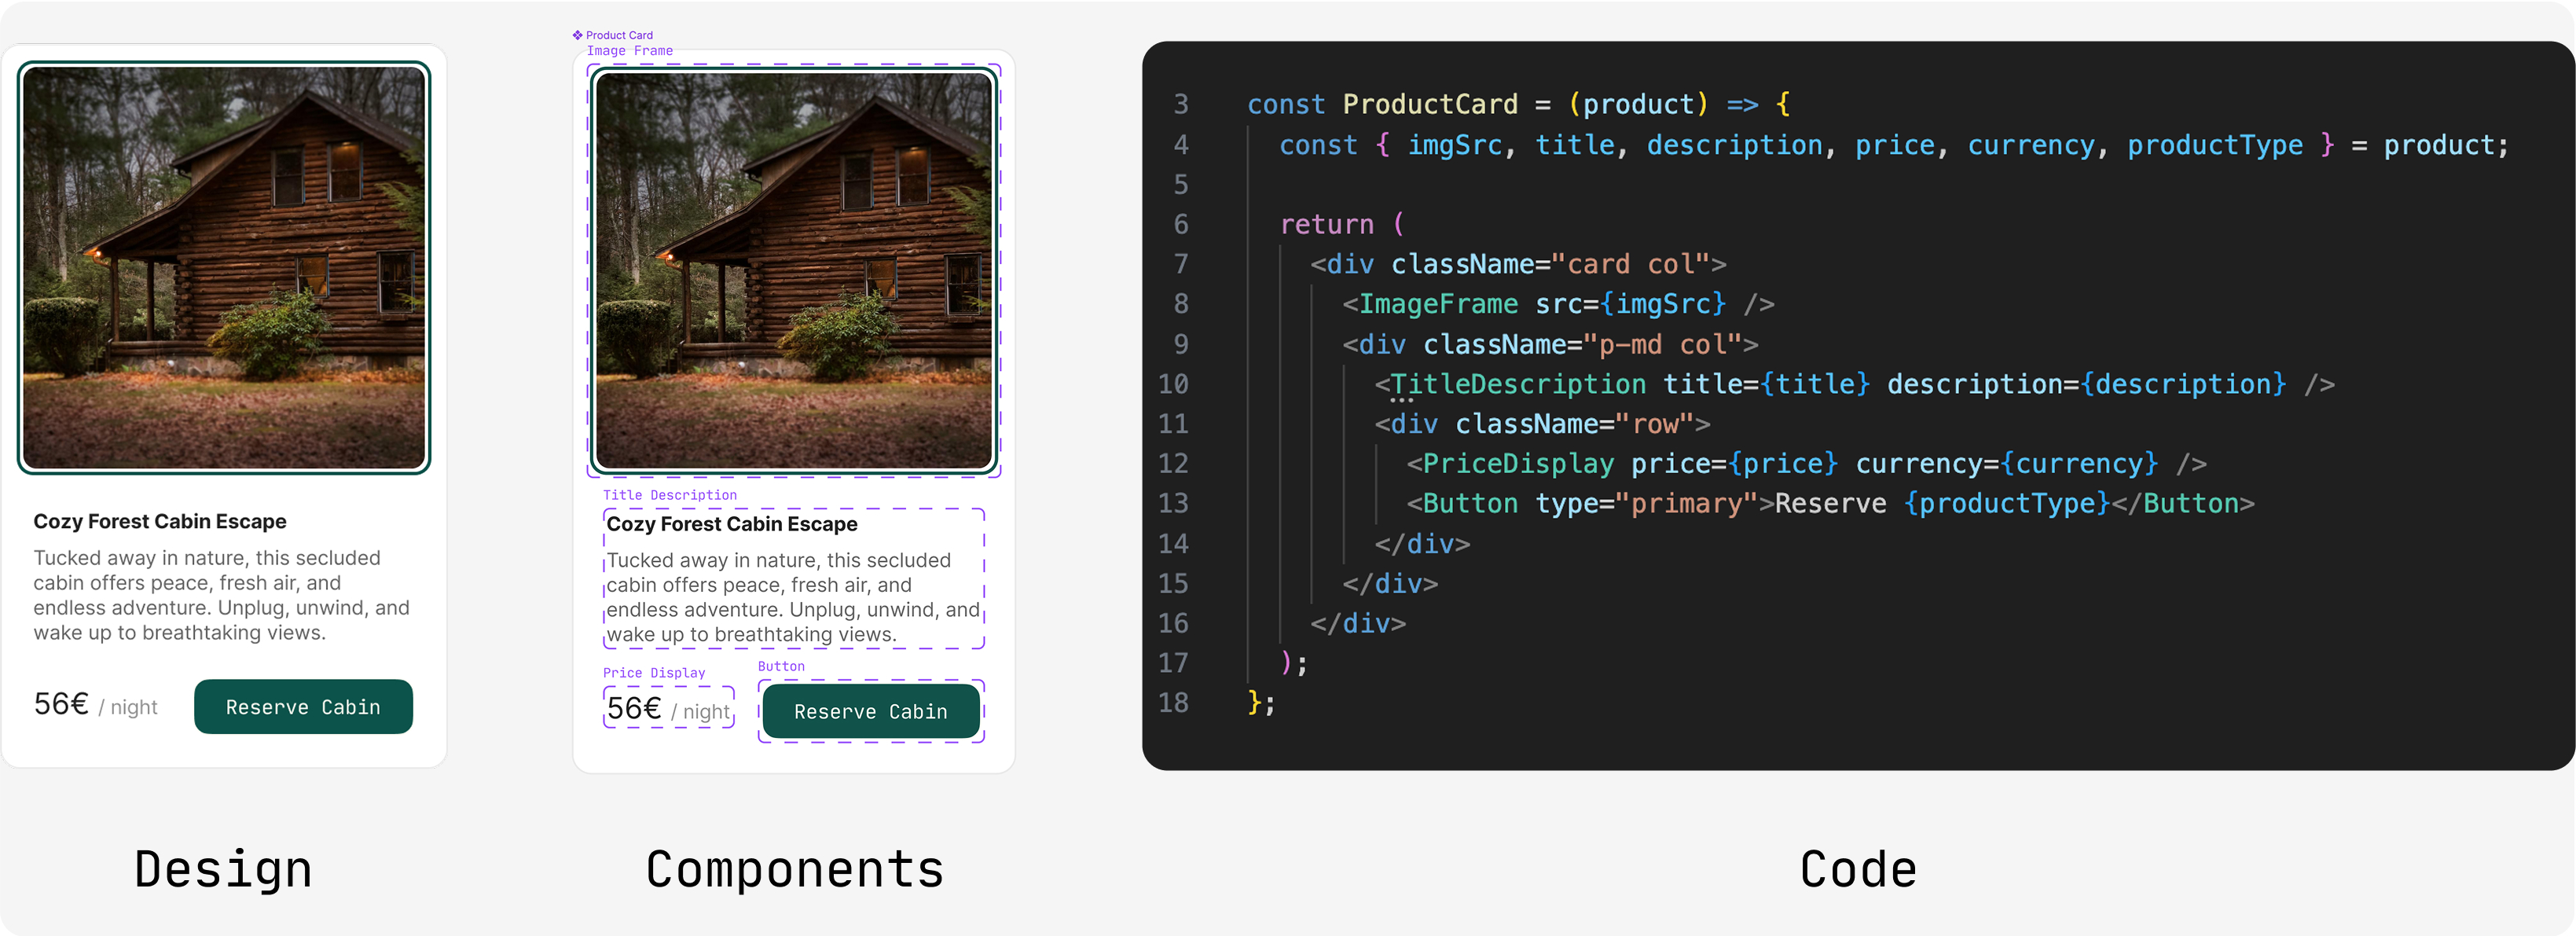 Cozy Forest Cabin Escape
Tucked away in nature, this secluded
cabin offers peace, fresh air, and
endless adventure. Unplug, unwind, and
wake up to breathtaking views.
56€ / night
Reserve Cabin
Design
Product Card
Image Frame
Title Description
Cozy Forest Cabin Escape
Tucked away in nature, this secluded
cabin offers peace, fresh air, and
endless adventure. Unplug, unwind, and
wake up to breathtaking views.
Price Display
Button
56€ / night
Reserve Cabin
Components
3 const ProductCard = (product) => {
4 const { imgSrc, title, description, price, currency, productType } = product;
5
6 return (
7 <div className="card col">
8 <ImageFrame src={imgSrc} />
9 <div className="p-md col">
10 <TitleDescription title={title} description={description} />
11 <div className="row">
12 <PriceDisplay price={price} currency={currency} />
13 <Button type="primary">Reserve {productType}</Button>
14 </div>
15 </div>
16 </div>
17 );
18 };
Code